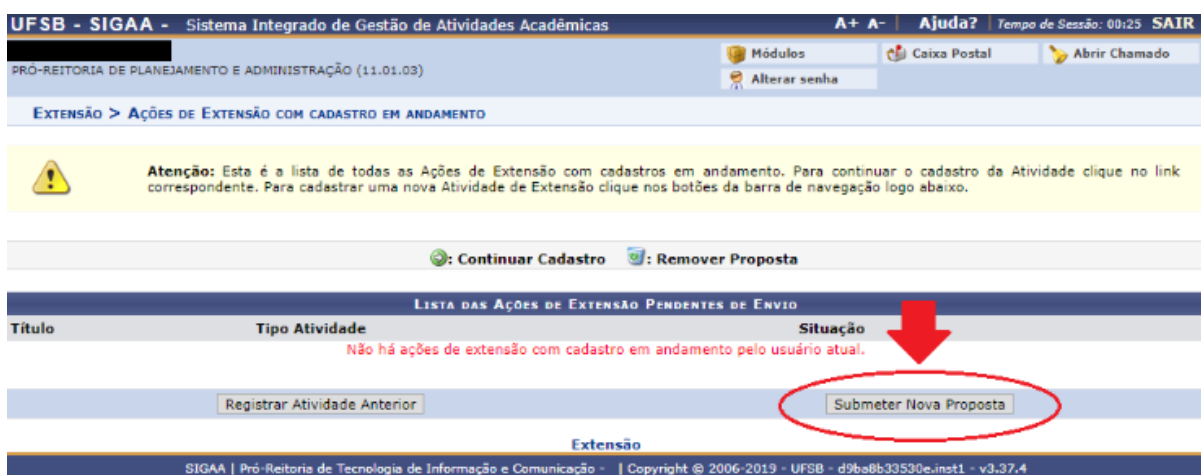 UFSB - SIGAA - Sistema Integrado de Gestão de Atividades Acadêmicas A+ A- | Ajuda? | Tempo de Sessão: 00:25 SAIR
Módulos Caixa Postal Abrir Chamado
PRÓ-REITORIA DE PLANEJAMENTO E ADMINISTRAÇÃO (11.01.03)
Alterar senha
EXTENSÃO > AÇÕES DE EXTENSÃO COM CADASTRO EM ANDAMENTO
Atenção: Esta é a lista de todas as Ações de Extensão com cadastros em andamento. Para continuar o cadastro da Atividade clique no link
correspondente. Para cadastrar uma nova Atividade de Extensão clique nos botões da barra de navegação logo abaixo.
: Continuar Cadastro : Remover Proposta
LISTA DAS AÇÕES DE EXTENSÃO PENDENTES DE ENVIO
Título Tipo Atividade Situação
Não há ações de extensão com cadastro em andamento pelo usuário atual.
Registrar Atividade Anterior Submeter Nova Proposta
Extensão
SIGAA | Pró-Reitoria de Tecnologia de Informação e Comunicação - | Copyright © 2006-2019 - UFSB - d9ba8b33530e.inst1 - v3.37.4